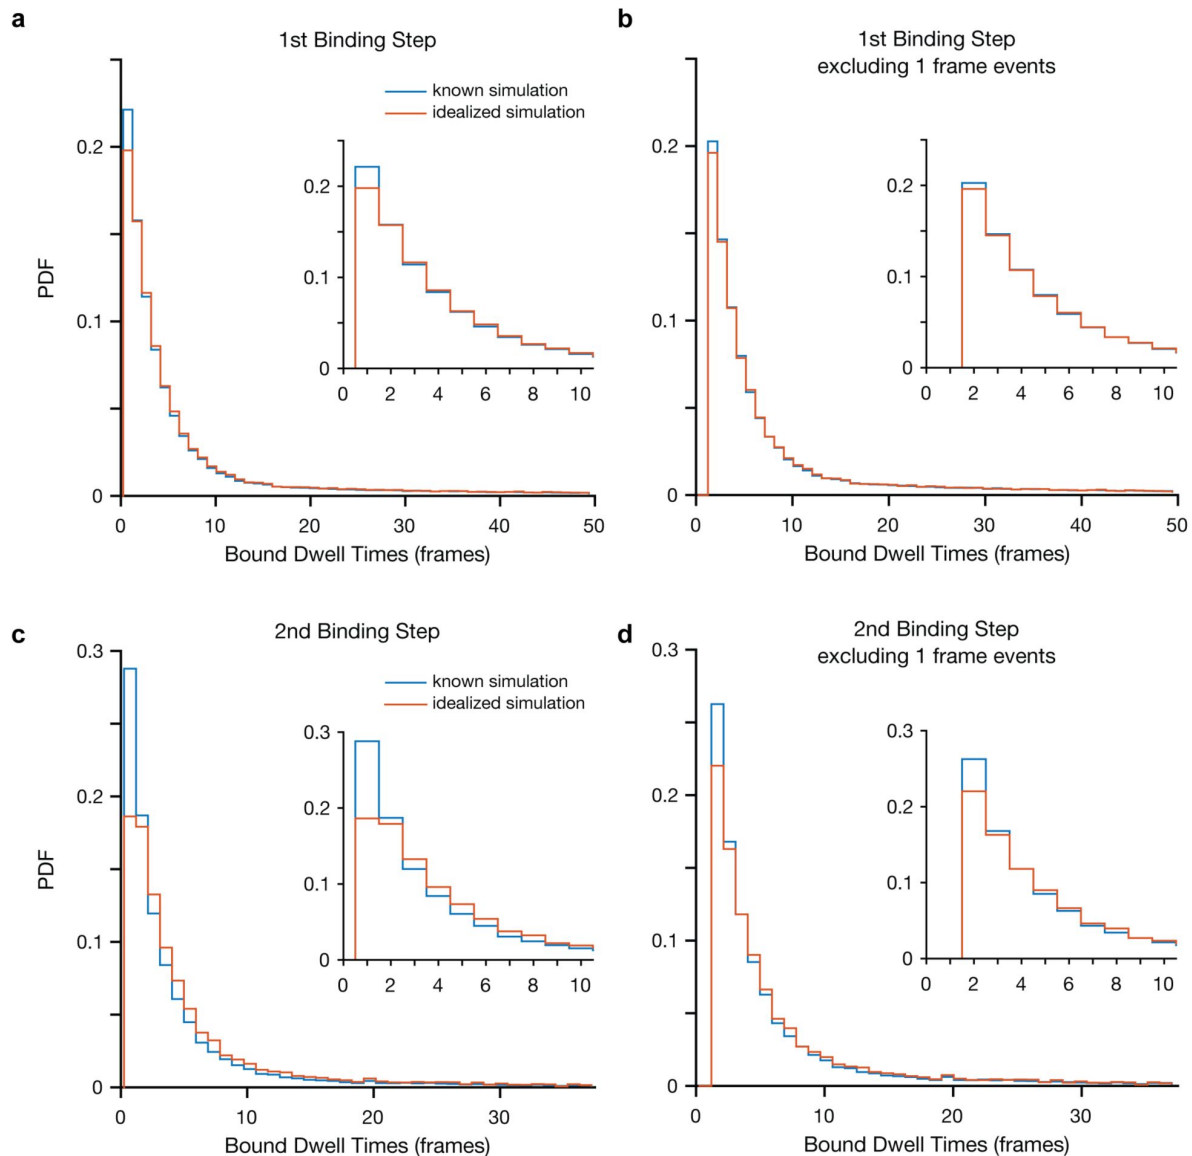 a
1st Binding Step
known simulation
idealized simulation
PDF
0.2
0.1
0
0.2
0.1
0
0 2 4 6 8 10
0 10 20 30 40 50
Bound Dwell Times (frames)
b
1st Binding Step
excluding 1 frame events
0.2
0.1
0
0.2
0.1
0
0 2 4 6 8 10
0 10 20 30 40 50
Bound Dwell Times (frames)
c
2nd Binding Step
known simulation
idealized simulation
PDF
0.3
0.2
0.1
0
0.3
0.2
0.1
0
0 2 4 6 8 10
0 10 20 30
Bound Dwell Times (frames)
d
2nd Binding Step
excluding 1 frame events
0.3
0.2
0.1
0
0.3
0.2
0.1
0
0 2 4 6 8 10
0 10 20 30
Bound Dwell Times (frames)